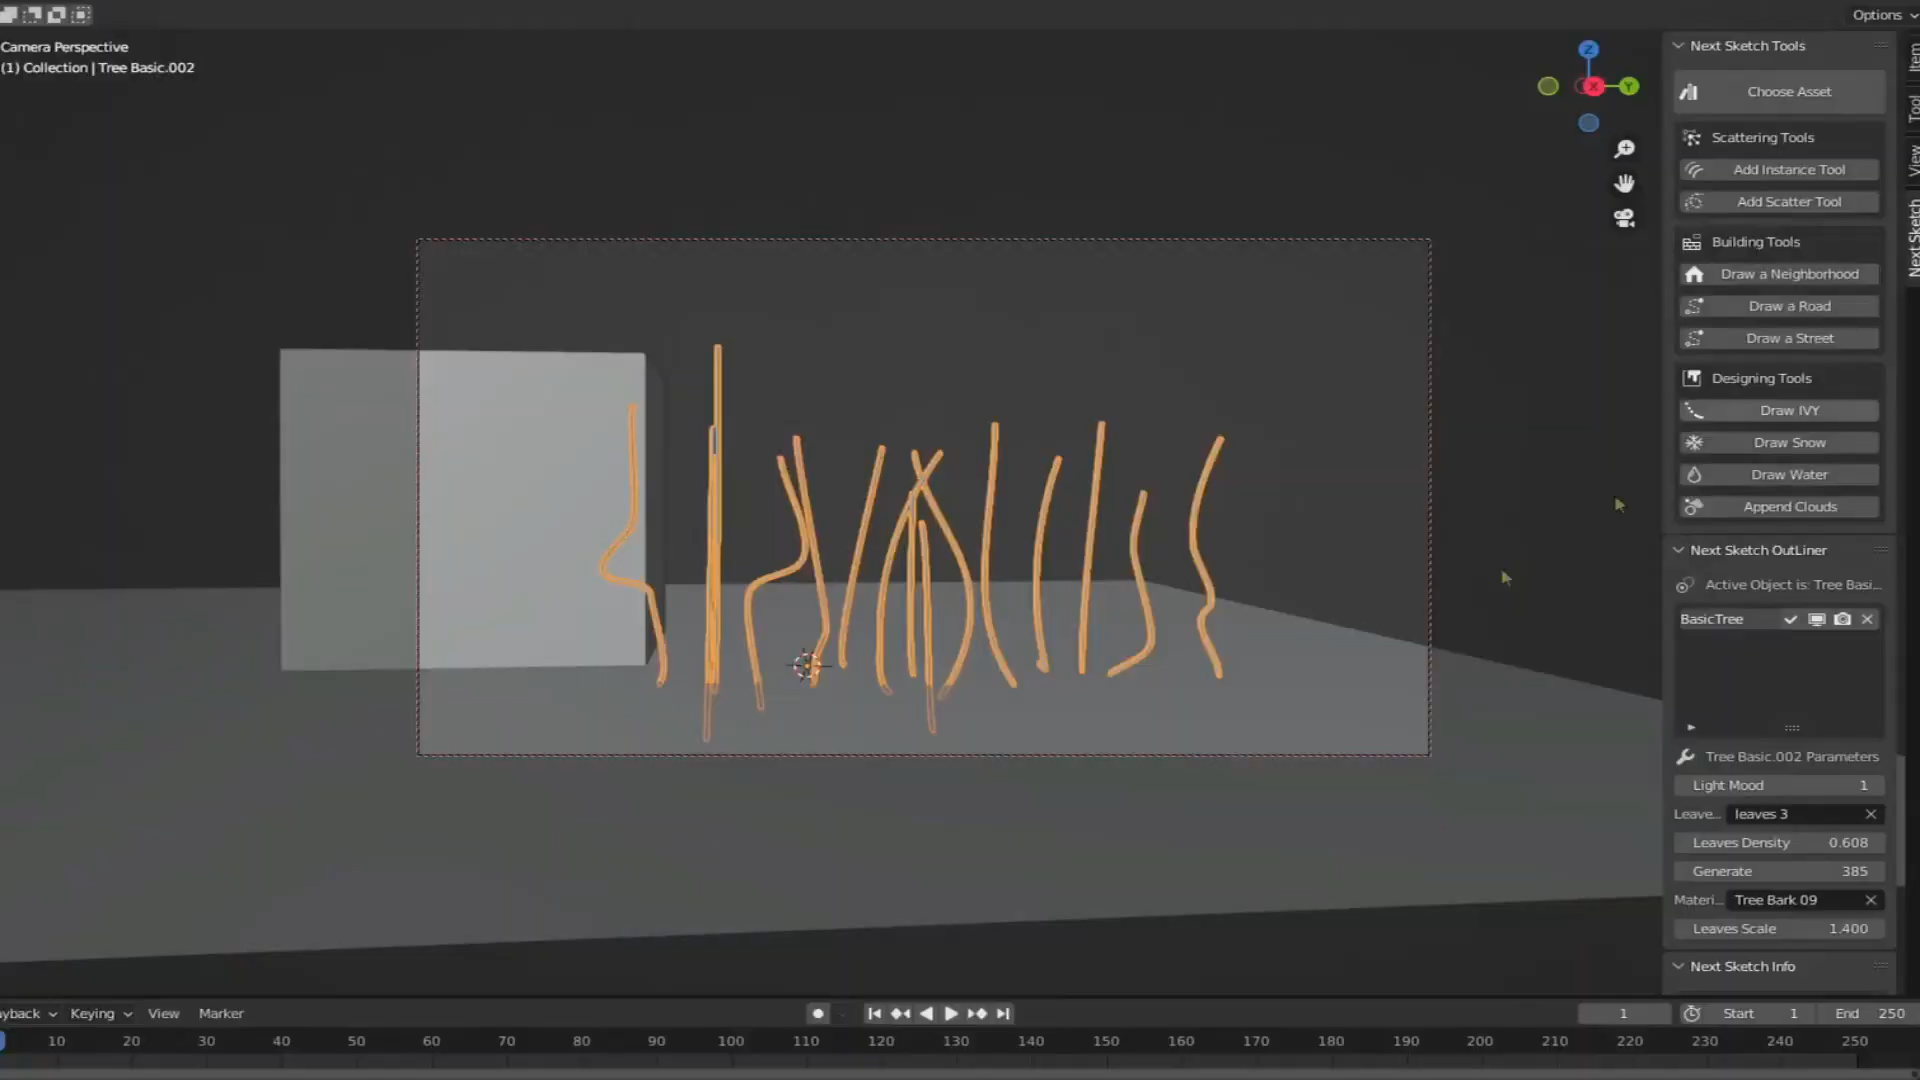 Options
Camera Perspective
(1) Collection | Tree Basic.002
Z
X
Y
Next Sketch Tools
Choose Asset
Scattering Tools
Add Instance Tool
Add Scatter Tool
Building Tools
Draw a Neighborhood
Draw a Road
Draw a Street
Designing Tools
Draw IVY
Draw Snow
Draw Water
Append Clouds
Next Sketch OutLiner
Active Object is: Tree Basi...
BasicTree
Tree Basic.002 Parameters
Light Mood 1
Leave... leaves 3
Leaves Density 0.608
Generate 385
Materi... Tree Bark 09
Leaves Scale 1.400
Next Sketch Info
Item
Tool
View
Next Sketch
ayback Keying View Marker
1 Start 1 End 250
10 20 30 40 50 60 70 80 90 100 110 120 130 140 150 160 170 180 190 200 210 220 230 240 250